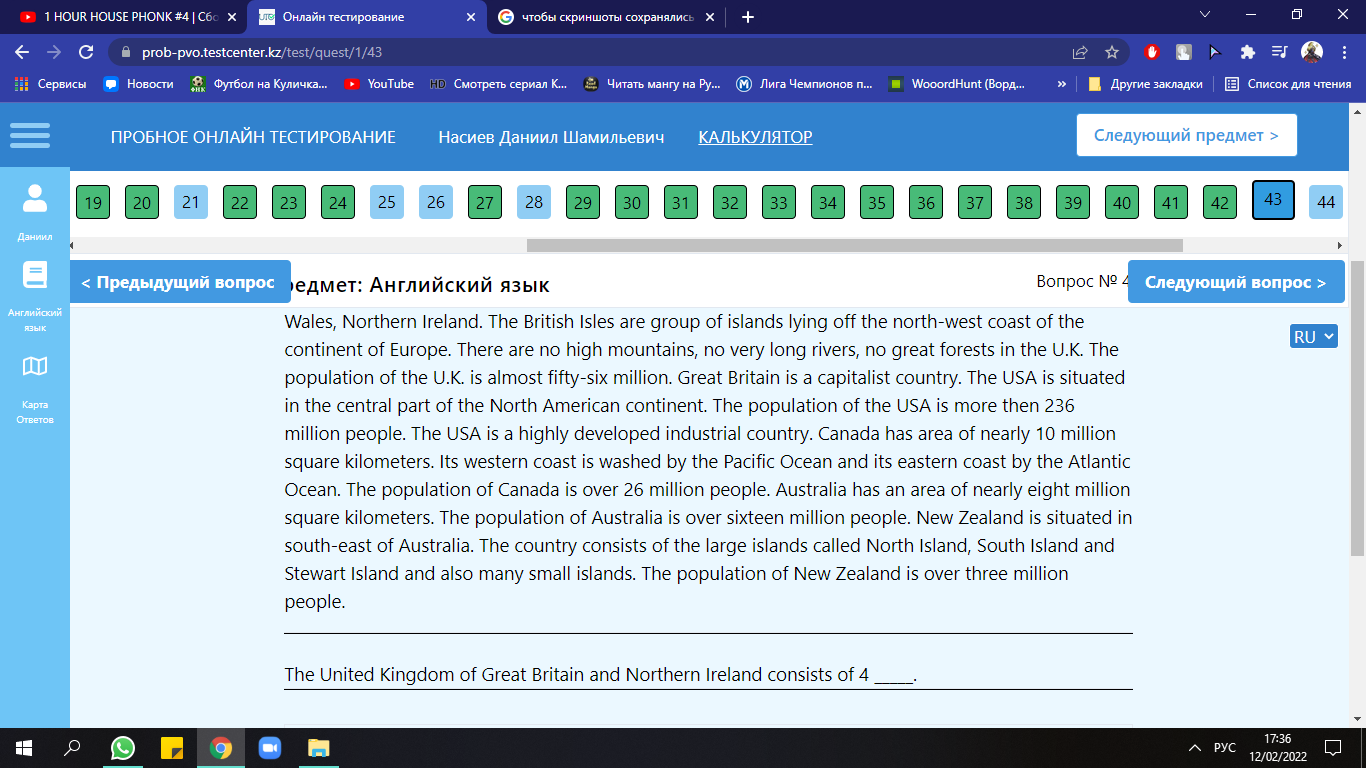 1 HOUR HOUSE PHONK #4 | Сбо
Онлайн тестирование
чтобы скриншоты сохранялись
prob-pvo.testcenter.kz/test/quest/1/43
Сервисы
Новости
Футбол на Куличка...
YouTube
HD Смотреть сериал К...
Читать мангу на Ру...
Лига Чемпионов п...
WooordHunt (Ворд...
»
Другие закладки
Список для чтения
ПРОБНОЕ ОНЛАЙН ТЕСТИРОВАНИЕ
Насиев Даниил Шамильевич
КАЛЬКУЛЯТОР
Следующий предмет >
19 20 21 22 23 24 25 26 27 28 29 30 31 32 33 34 35 36 37 38 39 40 41 42 43 44
Даниил
Английский
язык
Карта
Ответов
< Предыдущий вопрос
редмет: Английский язык
Вопрос № 4
Следующий вопрос >
RU
Wales, Northern Ireland. The British Isles are group of islands lying off the north-west coast of the
continent of Europe. There are no high mountains, no very long rivers, no great forests in the U.K. The
population of the U.K. is almost fifty-six million. Great Britain is a capitalist country. The USA is situated
in the central part of the North American continent. The population of the USA is more then 236
million people. The USA is a highly developed industrial country. Canada has area of nearly 10 million
square kilometers. Its western coast is washed by the Pacific Ocean and its eastern coast by the Atlantic
Ocean. The population of Canada is over 26 million people. Australia has an area of nearly eight million
square kilometers. The population of Australia is over sixteen million people. New Zealand is situated in
south-east of Australia. The country consists of the large islands called North Island, South Island and
Stewart Island and also many small islands. The population of New Zealand is over three million
people.
The United Kingdom of Great Britain and Northern Ireland consists of 4 _____.
РУС
17:36
12/02/2022